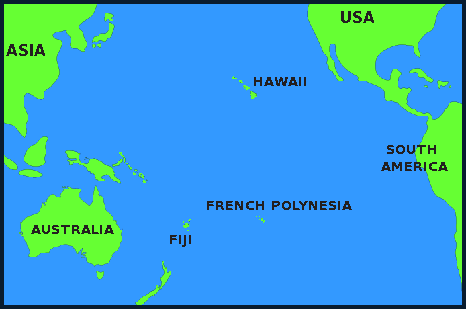 USA
ASIA
HAWAII
SOUTH
AMERICA
FRENCH POLYNESIA
AUSTRALIA
FIJI